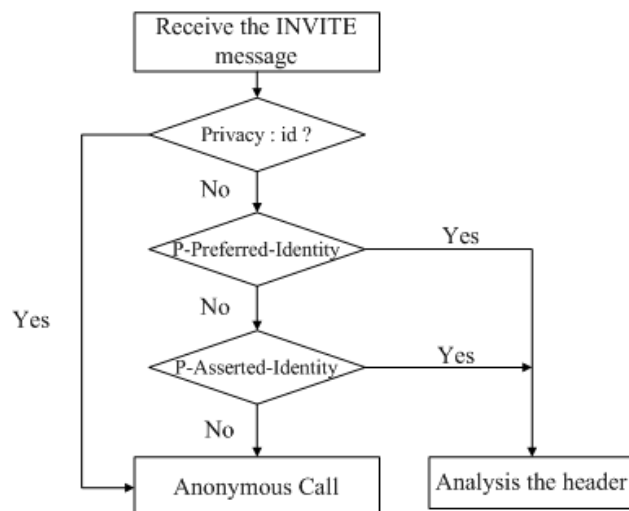 Receive the INVITE
message
Privacy : id ?
No
P-Preferred-Identity
Yes
Yes
No
P-Asserted-Identity
Yes
No
Anonymous Call
Analysis the header